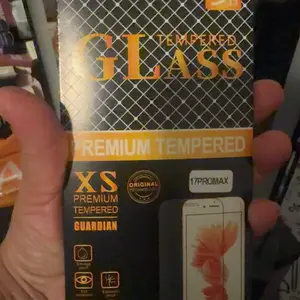 TEMPERED
GLASS
PREMIUM TEMPERED
XS
PREMIUM
TEMPERED
GUARDIAN
ORIGINAL
17PROMAX